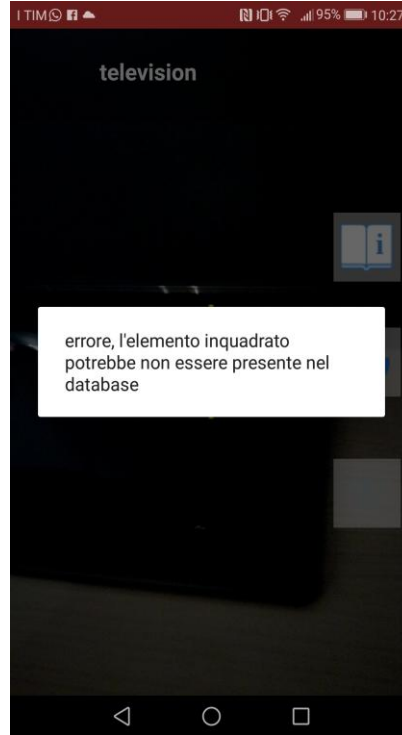 I TIM 95% 10:27
television
i
errore, l'elemento inquadrato
potrebbe non essere presente nel
database